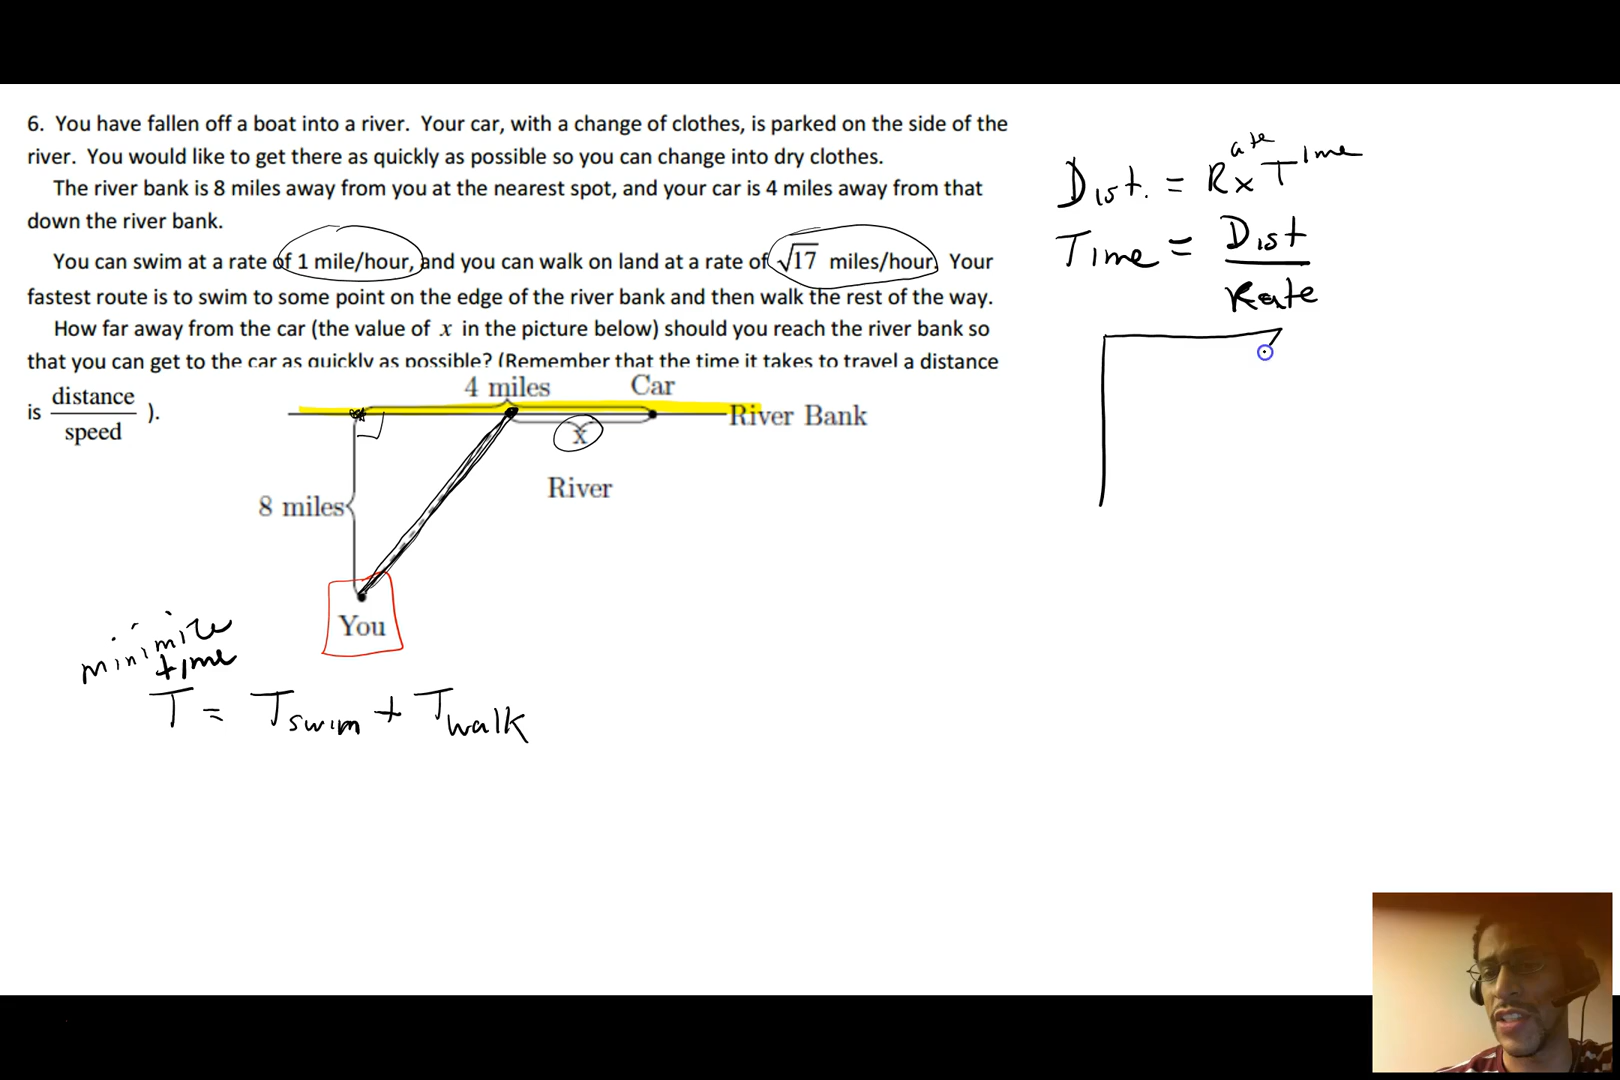 6. You have fallen off a boat into a river. Your car, with a change of clothes, is parked on the side of the
river. You would like to get there as quickly as possible so you can change into dry clothes.
The river bank is 8 miles away from you at the nearest spot, and your car is 4 miles away from that
down the river bank.
You can swim at a rate of 1 mile/hour, and you can walk on land at a rate of √17 miles/hour. Your
fastest route is to swim to some point on the edge of the river bank and then walk the rest of the way.
How far away from the car (the value of x in the picture below) should you reach the river bank so
that you can get to the car as quickly as possible? (Remember that the time it takes to travel a distance
is distance/speed ).
4 miles Car
River Bank
x
River
8 miles
You
minimize
time
T = Tswim + Twalk
Dist. = Rate x Time
Time = Dist
Rate